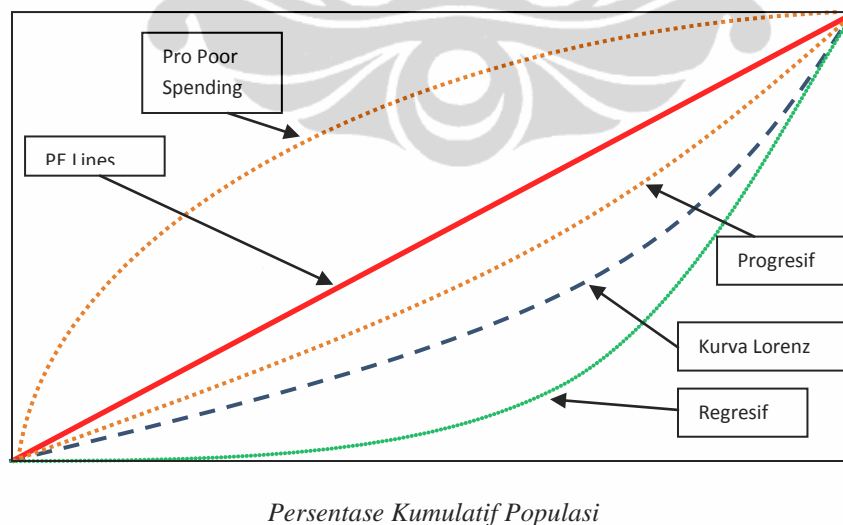 Pro Poor
Spending
PE Lines
Progresif
Kurva Lorenz
Regresif
Persentase Kumulatif Populasi